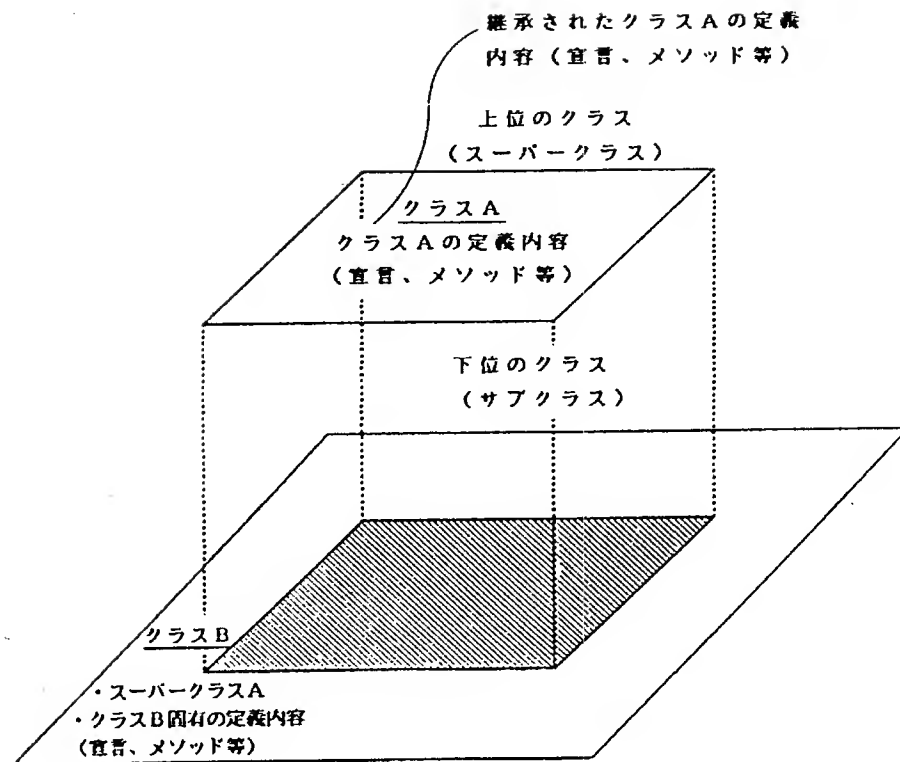 継承されたクラスAの定義
内容(宣言、メソッド等)
上位のクラス
(スーパークラス)
クラスA
クラスAの定義内容
(宣言、メソッド等)
下位のクラス
(サブクラス)
クラスB
・スーパークラスA
・クラスB固有の定義内容
(宣言、メソッド等)